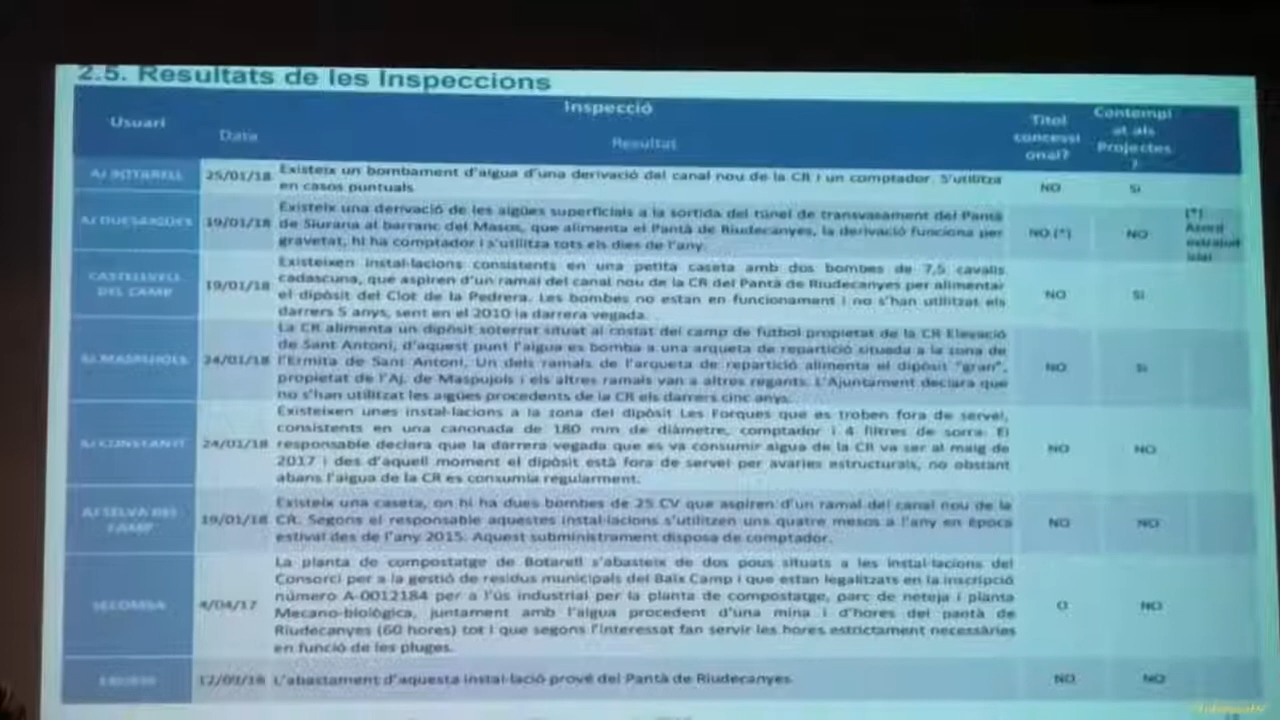 2.5. Resultats de les Inspeccions
Usuari
Data
Inspecció
Resultat
Títol
concessi
onal?
Contempl
at als
Projectes
?
AJ BOTARELL
25/01/18
Existeix un bombament d'aigua d'una derivació del canal nou de la CR i un comptador. S'utilitza
en casos puntuals.
NO
SI
AJ DUESAIGÜES
19/01/18
Existeix una derivació de les aigües superficials a la sortida del túnel de transvasament del Pantà
de Siurana al barranc del Masos, que alimenta el Pantà de Riudecanyes, la derivació funciona per
gravetat, hi ha comptador i s'utilitza tots els dies de l'any.
NO (*)
NO
(*)
Acord
extrajudi
cial
CASTELLVELL
DEL CAMP
19/01/18
Existeixen instal·lacions consistents en una petita caseta amb dos bombes de 7,5 cavalls
cadascuna, que aspiren d'un ramal del canal nou de la CR del Pantà de Riudecanyes per alimentar
el dipòsit del Clot de la Pedrera. Les bombes no estan en funcionament i no s'han utilitzat els
darrers 5 anys, sent en el 2010 la darrera vegada.
NO
SI
AJ MASPUJOLS
24/01/18
La CR alimenta un dipòsit soterrat situat al costat del camp de futbol propietat de la CR Elevació
de Sant Antoni, d'aquest punt l'aigua es bomba a una arqueta de repartició situada a la zona de
l'Ermita de Sant Antoni. Un dels ramals de l'arqueta de repartició alimenta el dipòsit "gran",
propietat de l'Aj. de Maspujols i els altres ramals van a altres regants. L'Ajuntament declara que
no s'han utilitzat les aigües procedents de la CR els darrers cinc anys.
NO
SI
AJ CONSTANTÍ
24/01/18
Existeixen unes instal·lacions a la zona del dipòsit Les Forques que es troben fora de servei,
consistents en una canonada de 180 mm de diàmetre, comptador i 4 filtres de sorra. El
responsable declara que la darrera vegada que es va consumir aigua de la CR va ser al maig de
2017 i des d'aquell moment el dipòsit està fora de servei per avaries estructurals, no obstant
abans l'aigua de la CR es consumia regularment.
NO
NO
AJ SELVA DEL
CAMP
19/01/18
Existeix una caseta, on hi ha dues bombes de 25 CV que aspiren d'un ramal del canal nou de la
CR. Segons el responsable aquestes instal·lacions s'utilitzen uns quatre mesos a l'any en època
estival des de l'any 2015. Aquest subministrament disposa de comptador.
NO
NO
SECOMSA
4/04/17
La planta de compostatge de Botarell s'abasteix de dos pous situats a les instal·lacions del
Consorci per a la gestió de residus municipals del Baix Camp i que estan legalitzats en la inscripció
número A-0012184 per a l'ús industrial per la planta de compostatge, parc de neteja i planta
Mecano-biològica, juntament amb l'aigua procedent d'una mina i d'hores del pantà de
Riudecanyes (60 hores) tot i que segons l'interessat fan servir les hores estrictament necessàries
en funció de les pluges.
O
NO
L'abastament d'aquesta instal·lació prové del Pantà de Riudecanyes.
NO
NO